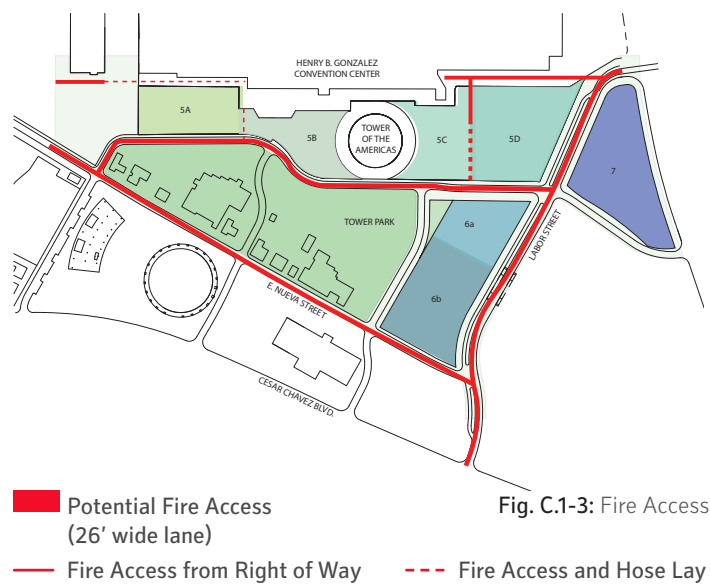 HENRY B. GONZALEZ
CONVENTION CENTER
5A
5B
TOWER
OF THE
AMERICAS
5C
5D
7
TOWER PARK
6a
6b
LABOR STREET
E. NUEVA STREET
CESAR CHAVEZ BLVD.
Potential Fire Access
(26' wide lane)
Fig. C.1-3: Fire Access
Fire Access from Right of Way
Fire Access and Hose Lay